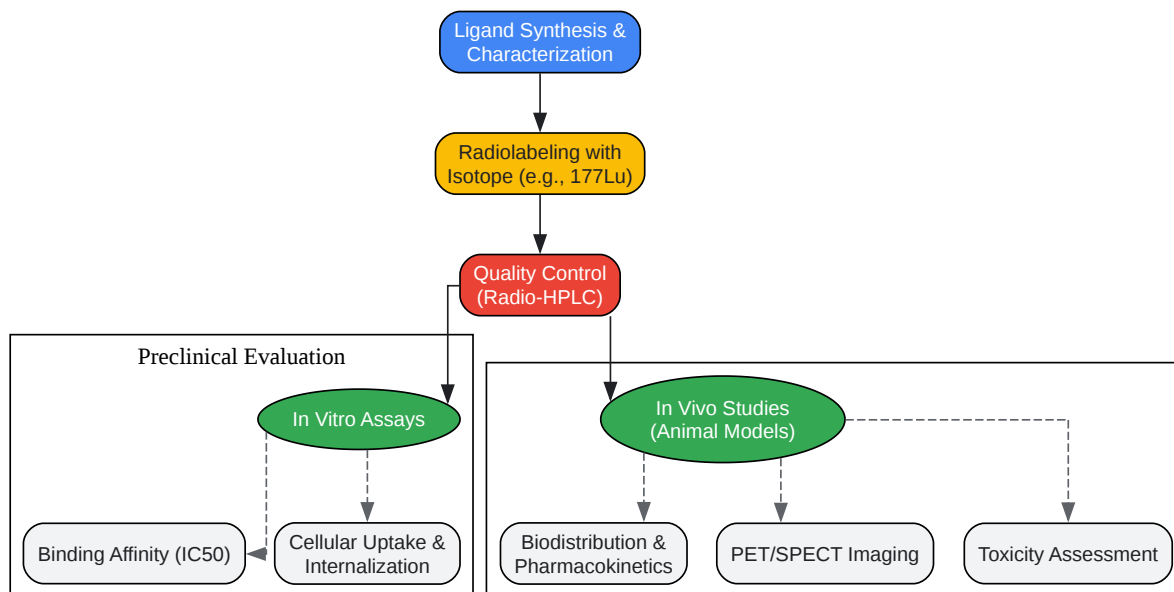 Ligand Synthesis &
Characterization
Radiolabeling with
Isotope (e.g., 177Lu)
Quality Control
(Radio-HPLC)
Preclinical Evaluation
In Vitro Assays
In Vivo Studies
(Animal Models)
Binding Affinity (IC50)
Cellular Uptake &
Internalization
Biodistribution &
Pharmacokinetics
PET/SPECT Imaging
Toxicity Assessment